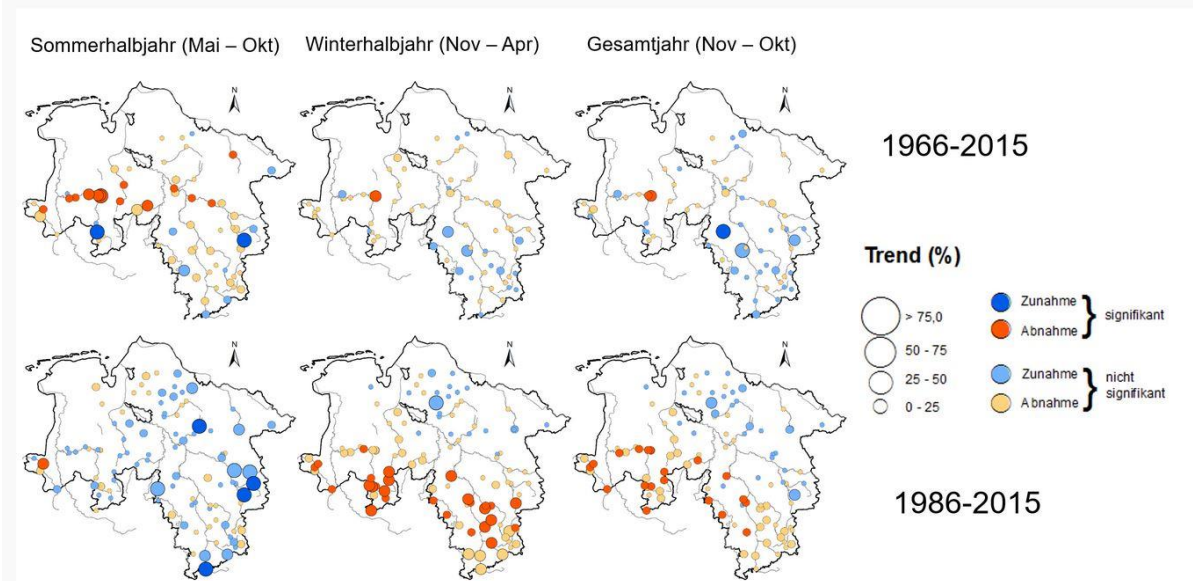 Sommerhalbjahr (Mai – Okt)
Winterhalbjahr (Nov – Apr)
Gesamtjahr (Nov – Okt)
N
N
N
1966-2015
Trend (%)
> 75,0
50 - 75
25 - 50
0 - 25
Zunahme
Abnahme
} signifikant
Zunahme
Abnahme
} nicht
signifikant
N
N
N
1986-2015